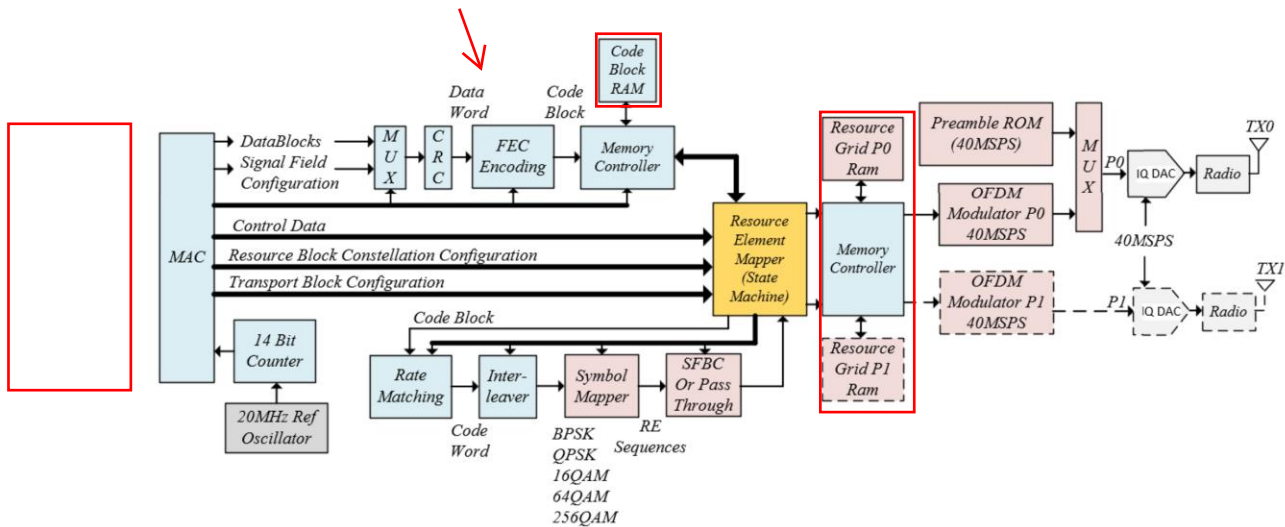 Code
Block
RAM
Data
Word
Code
Block
DataBlocks
Signal Field
Configuration
M
U
X
C
R
C
FEC
Encoding
Memory
Controller
Resource
Grid P0
Ram
Preamble ROM
(40MSPS)
M
U
X
P0
IQ DAC
Radio
TX0
MAC
Control Data
Resource Block Constellation Configuration
Transport Block Configuration
Resource
Element
Mapper
(State
Machine)
Memory
Controller
OFDM
Modulator P0
40MSPS
40MSPS
OFDM
Modulator P1
40MSPS
P1
IQ DAC
Radio
TX1
Resource
Grid P1
Ram
Code Block
14 Bit
Counter
20MHz Ref
Oscillator
Rate
Matching
Inter-
leaver
Symbol
Mapper
SFBC
Or Pass
Through
Code
Word
BPSK
QPSK
16QAM
64QAM
256QAM
RE
Sequences